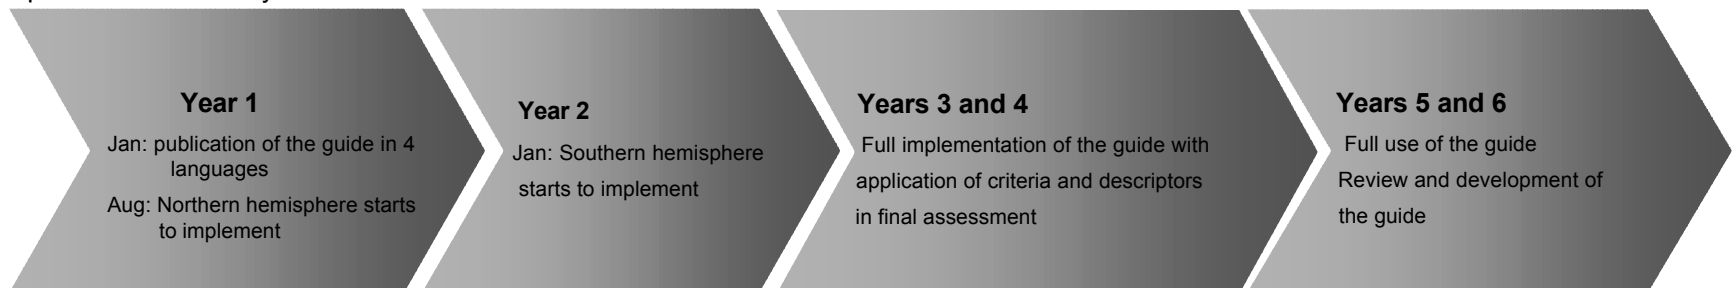 Year 1
Jan: publication of the guide in 4
languages
Aug: Northern hemisphere starts
to implement
Year 2
Jan: Southern hemisphere
starts to implement
Years 3 and 4
Full implementation of the guide with
application of criteria and descriptors
in final assessment
Years 5 and 6
Full use of the guide
Review and development of
the guide